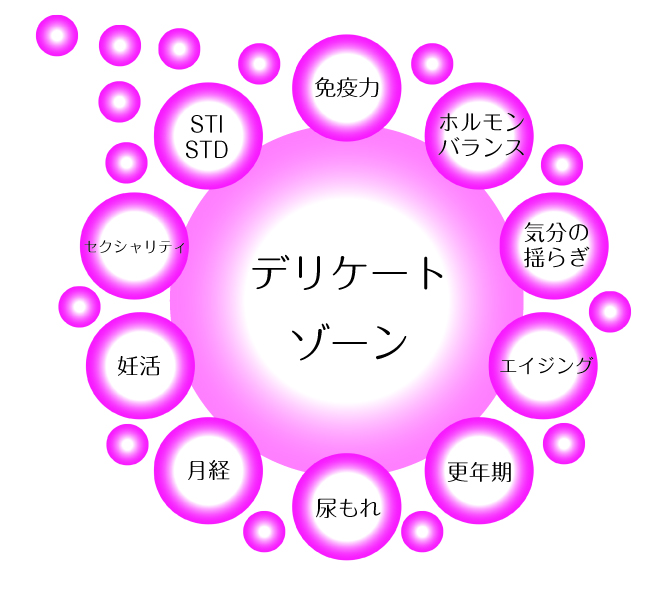 デリケート
ゾーン
免疫力
ホルモン
バランス
気分の
揺らぎ
エイジング
更年期
尿もれ
月経
妊活
セクシャリティ
STI
STD